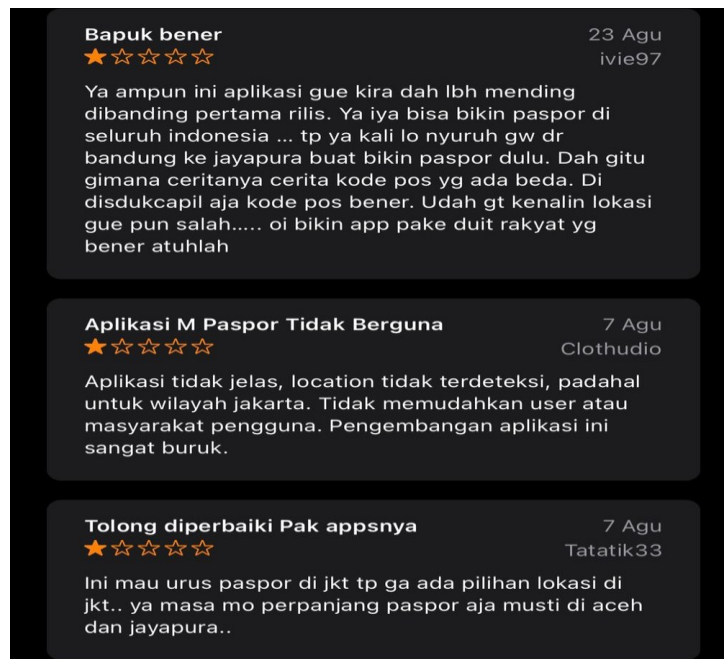 Bapuk bener
23 Agu
ivie97
Ya ampun ini aplikasi gue kira dah lbh mending
dibanding pertama rilis. Ya iya bisa bikin paspor di
seluruh indonesia ... tp ya kali lo nyuruh gw dr
bandung ke jayapura buat bikin paspor dulu. Dah gitu
gimana ceritanya cerita kode pos yg ada beda. Di
disdukcapil aja kode pos bener. Udah gt kenalin lokasi
gue pun salah..... oi bikin app pake duit rakyat yg
bener atuhlah
Aplikasi M Paspor Tidak Berguna
7 Agu
Clothudio
Aplikasi tidak jelas, location tidak terdeteksi, padahal
untuk wilayah jakarta. Tidak memudahkan user atau
masyarakat pengguna. Pengembangan aplikasi ini
sangat buruk.
Tolong diperbaiki Pak appsnya
7 Agu
Tatatik33
Ini mau urus paspor di jkt tp ga ada pilihan lokasi di
jkt.. ya masa mo perpanjang paspor aja musti di aceh
dan jayapura..